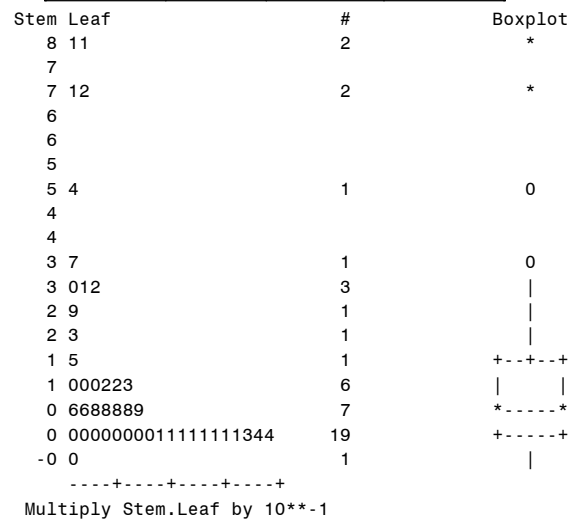 Stem Leaf                          #                Boxplot
   8 11                            2                   *
   7
   7 12                            2                   *
   6
   6
   5
   5 4                             1                   0
   4
   4
   3 7                             1                   0
   3 012                           3                   |
   2 9                             1                   |
   2 3                             1                   |
   1 5                             1                +--+--+
   1 000223                        6                |     |
   0 6688889                       7                *-----*
   0 0000000011111111344          19                +-----+
  -0 0                             1                   |
     ----+----+----+----+
 Multiply Stem.Leaf by 10**-1